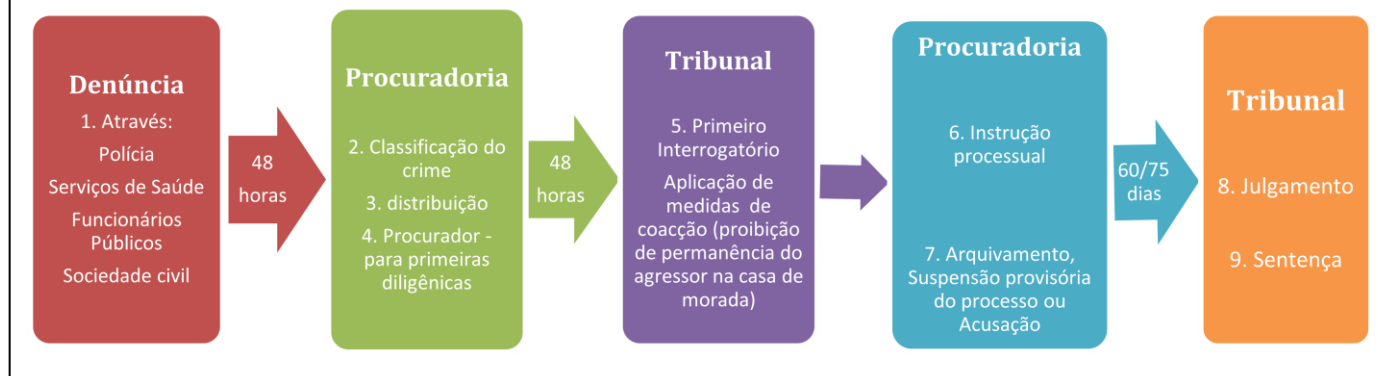 Denúncia
1. Através:
Polícia
Serviços de Saúde
Funcionários
Públicos
Sociedade civil
48
horas
Procuradoria
2. Classificação do
crime
3. distribuição
4. Procurador -
para primeiras
diligênicas
48
horas
Tribunal
5. Primeiro
Interrogatório
Aplicação de
medidas de
coacção (proibição
de permanência do
agressor na casa de
morada)
Procuradoria
6. Instrução
processual
7. Arquivamento,
Suspensão provisória
do processo ou
Acusação
60/75
dias
Tribunal
8. Julgamento
9. Sentença